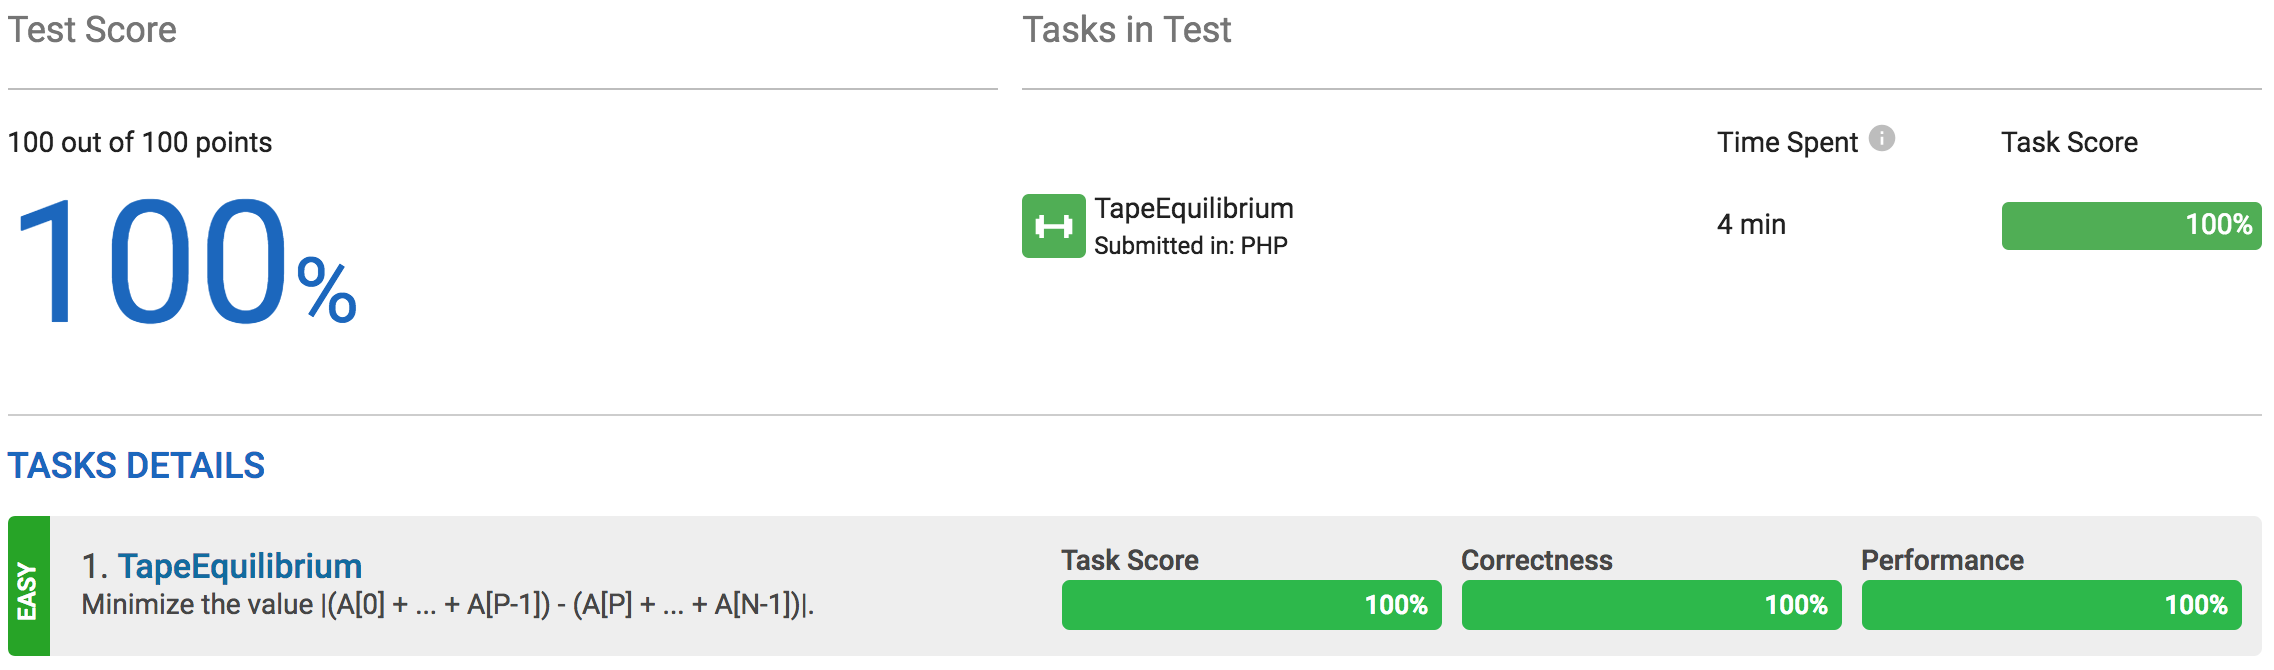 Test Score
Tasks in Test
100 out of 100 points
Time Spent i
Task Score
100%
TapeEquilibrium
Submitted in: PHP
4 min
100%
TASKS DETAILS
EASY
1. TapeEquilibrium
Minimize the value |(A[0] + ... + A[P-1]) - (A[P] + ... + A[N-1])|.
Task Score
Correctness
Performance
100%
100%
100%